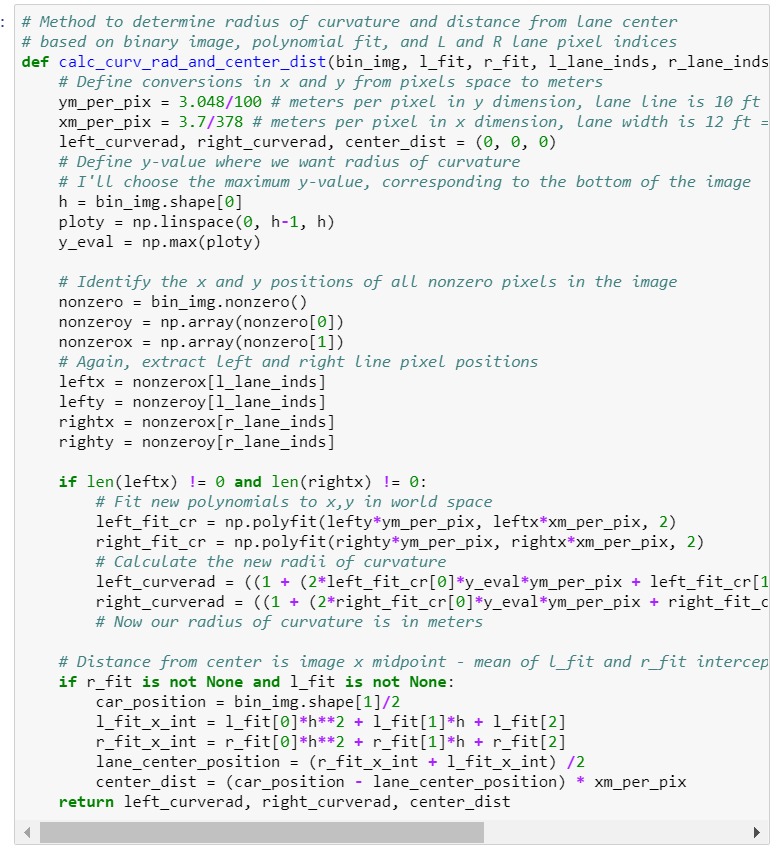 : # Method to determine radius of curvature and distance from lane center
# based on binary image, polynomial fit, and L and R lane pixel indices
def calc_curv_rad_and_center_dist(bin_img, l_fit, r_fit, l_lane_inds, r_lane_inds
    # Define conversions in x and y from pixels space to meters
    ym_per_pix = 3.048/100 # meters per pixel in y dimension, lane line is 10 ft
    xm_per_pix = 3.7/378 # meters per pixel in x dimension, lane width is 12 ft =
    left_curverad, right_curverad, center_dist = (0, 0, 0)
    # Define y-value where we want radius of curvature
    # I'll choose the maximum y-value, corresponding to the bottom of the image
    h = bin_img.shape[0]
    ploty = np.linspace(0, h-1, h)
    y_eval = np.max(ploty)

    # Identify the x and y positions of all nonzero pixels in the image
    nonzero = bin_img.nonzero()
    nonzeroy = np.array(nonzero[0])
    nonzerox = np.array(nonzero[1])
    # Again, extract left and right line pixel positions
    leftx = nonzerox[l_lane_inds]
    lefty = nonzeroy[l_lane_inds]
    rightx = nonzerox[r_lane_inds]
    righty = nonzeroy[r_lane_inds]

    if len(leftx) != 0 and len(rightx) != 0:
        # Fit new polynomials to x,y in world space
        left_fit_cr = np.polyfit(lefty*ym_per_pix, leftx*xm_per_pix, 2)
        right_fit_cr = np.polyfit(righty*ym_per_pix, rightx*xm_per_pix, 2)
        # Calculate the new radii of curvature
        left_curverad = ((1 + (2*left_fit_cr[0]*y_eval*ym_per_pix + left_fit_cr[1
        right_curverad = ((1 + (2*right_fit_cr[0]*y_eval*ym_per_pix + right_fit_c
        # Now our radius of curvature is in meters

    # Distance from center is image x midpoint - mean of l_fit and r_fit intercep
    if r_fit is not None and l_fit is not None:
        car_position = bin_img.shape[1]/2
        l_fit_x_int = l_fit[0]*h**2 + l_fit[1]*h + l_fit[2]
        r_fit_x_int = r_fit[0]*h**2 + r_fit[1]*h + r_fit[2]
        lane_center_position = (r_fit_x_int + l_fit_x_int) /2
        center_dist = (car_position - lane_center_position) * xm_per_pix
    return left_curverad, right_curverad, center_dist